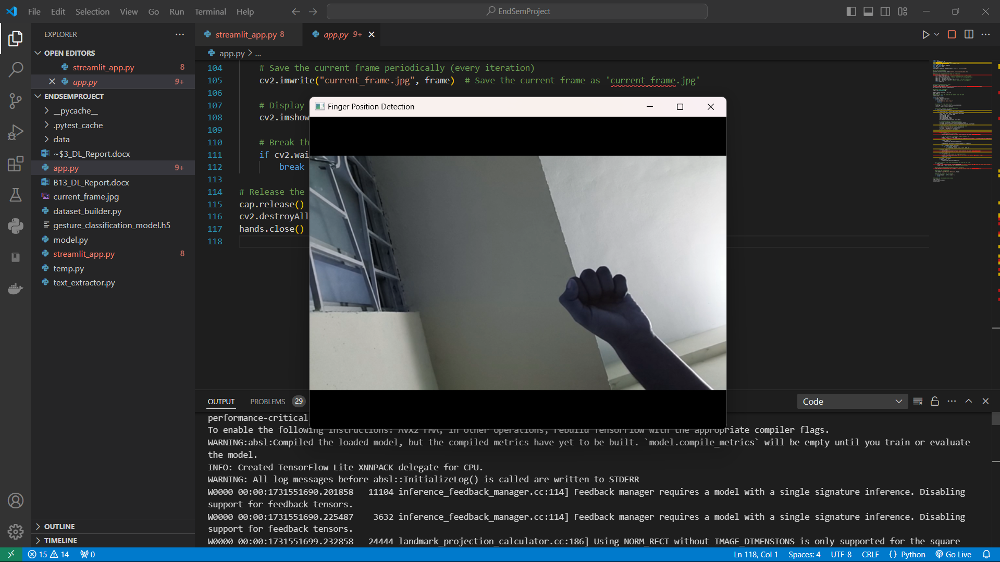 File Edit Selection View Go Run Terminal Help
EndSemProject
EXPLORER
OPEN EDITORS
streamlit_app.py 8
app.py 9+
ENDSEMPROJECT
__pycache__
.pytest_cache
data
~$3_DL_Report.docx
app.py 9+
B13_DL_Report.docx
current_frame.jpg
dataset_builder.py
gesture_classification_model.h5
model.py
streamlit_app.py 8
temp.py
text_extractor.py
OUTLINE
TIMELINE
streamlit_app.py 8
app.py 9+
app.py > ...
104 # Save the current frame periodically (every iteration)
105 cv2.imwrite("current_frame.jpg", frame) # Save the current frame as 'current_frame.jpg'
106
107 # Display
108 cv2.imshow
109
110 # Break th
111 if cv2.wai
112 break
113
114 # Release the
115 cap.release()
116 cv2.destroyAll
117 hands.close()
118
Finger Position Detection
OUTPUT PROBLEMS 29
Code
performance-critical
To enable the following instructions: AVX2 FMA, in other operations, rebuild TensorFlow with the appropriate compiler flags.
WARNING:absl:Compiled the loaded model, but the compiled metrics have yet to be built. `model.compile_metrics` will be empty until you train or evaluate
the model.
INFO: Created TensorFlow Lite XNNPACK delegate for CPU.
WARNING: All log messages before absl::InitializeLog() is called are written to STDERR
W0000 00:00:1731551690.201858 11104 inference_feedback_manager.cc:114] Feedback manager requires a model with a single signature inference. Disabling
support for feedback tensors.
W0000 00:00:1731551690.225487 3632 inference_feedback_manager.cc:114] Feedback manager requires a model with a single signature inference. Disabling
support for feedback tensors.
W0000 00:00:1731551699.232858 24444 landmark_projection_calculator.cc:186] Using NORM_RECT without IMAGE_DIMENSIONS is only supported for the square
15 14 0
Ln 118, Col 1 Spaces: 4 UTF-8 CRLF {} Python Go Live